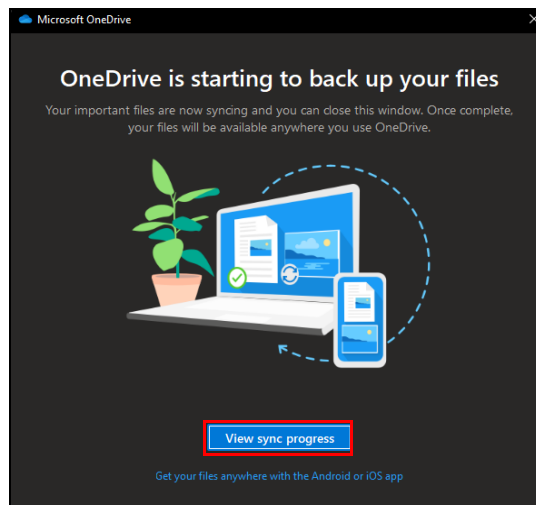 Microsoft OneDrive
OneDrive is starting to back up your files
Your important files are now syncing and you can close this window. Once complete,
your files will be available anywhere you use OneDrive.
View sync progress
Get your files anywhere with the Android or iOS app